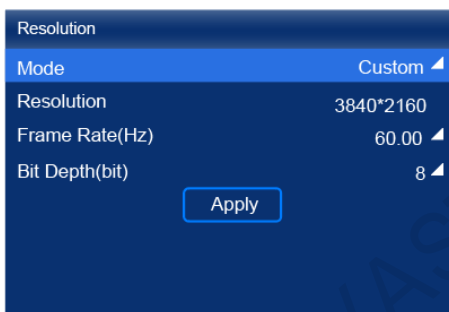 Resolution
Mode Custom
Resolution 3840*2160
Frame Rate(Hz) 60.00
Bit Depth(bit) 8
Apply